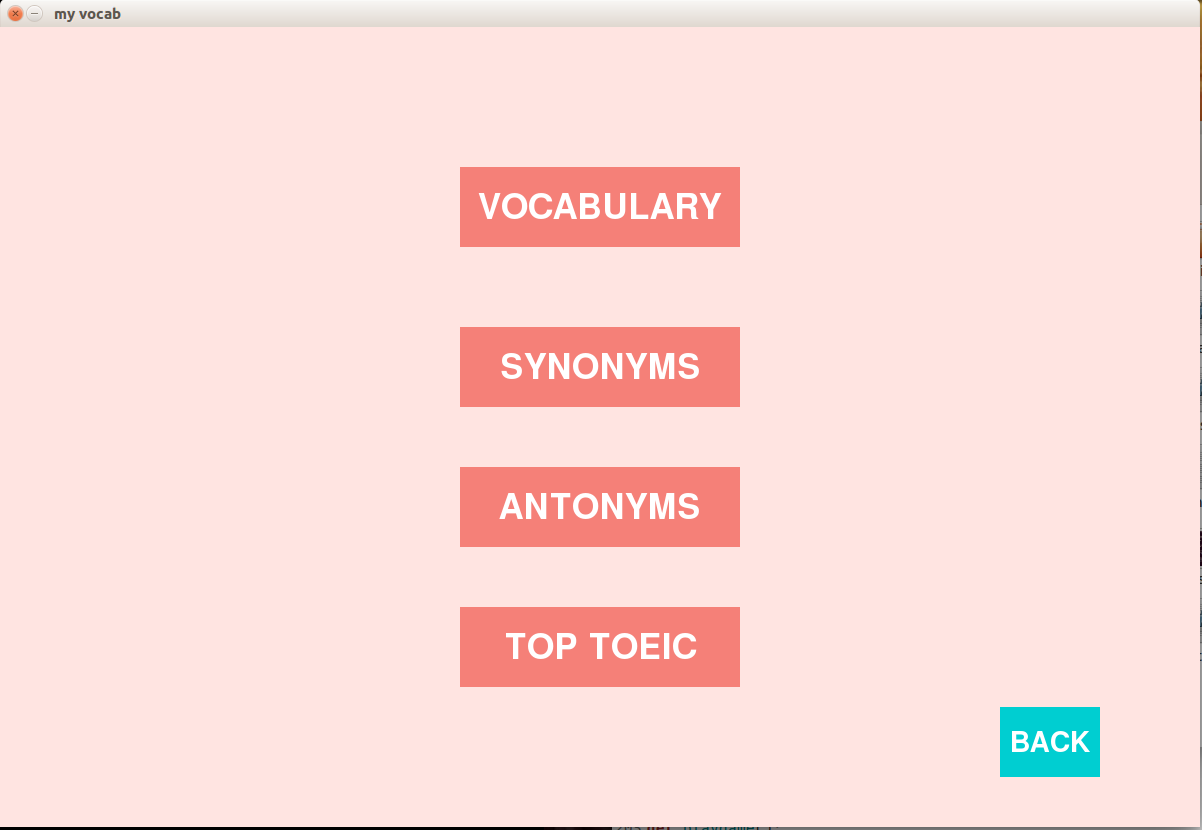 my vocab
VOCABULARY
SYNONYMS
ANTONYMS
TOP TOEIC
BACK